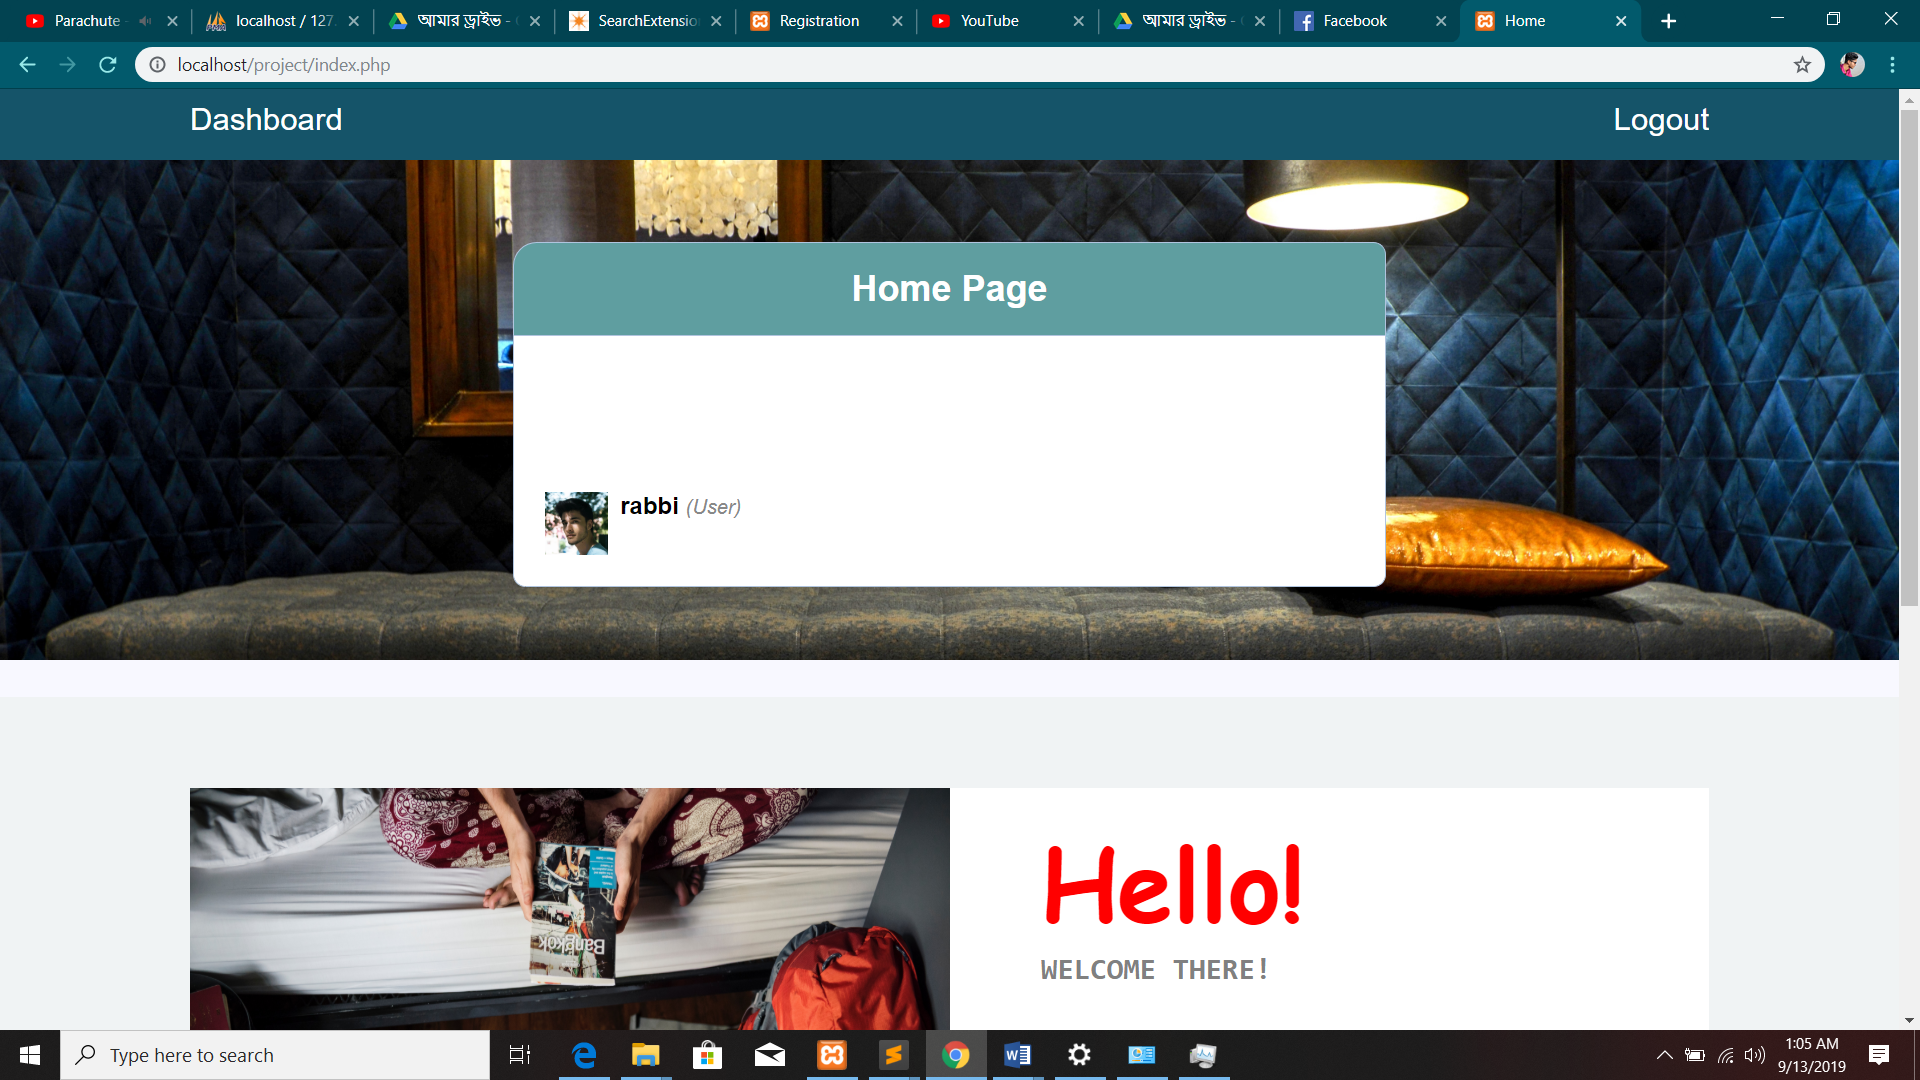 Parachute -
localhost / 127.
আমার ড্রাইভ -
SearchExtensio
Registration
YouTube
আমার ড্রাইভ -
Facebook
Home
localhost/project/index.php
Dashboard
Logout
Home Page
rabbi (User)
Bangkok
Hello!
WELCOME THERE!
Type here to search
1:05 AM
9/13/2019